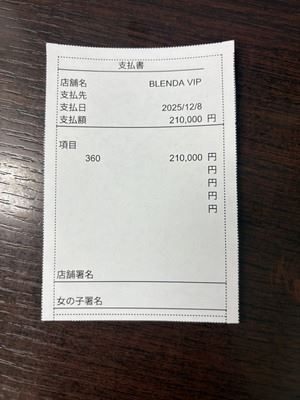 支払書
店舗名 BLENDA VIP
支払先
支払日 2025/12/8
支払額 210,000 円
項目
360 210,000 円
円
円
円
円
店舗署名
女の子署名